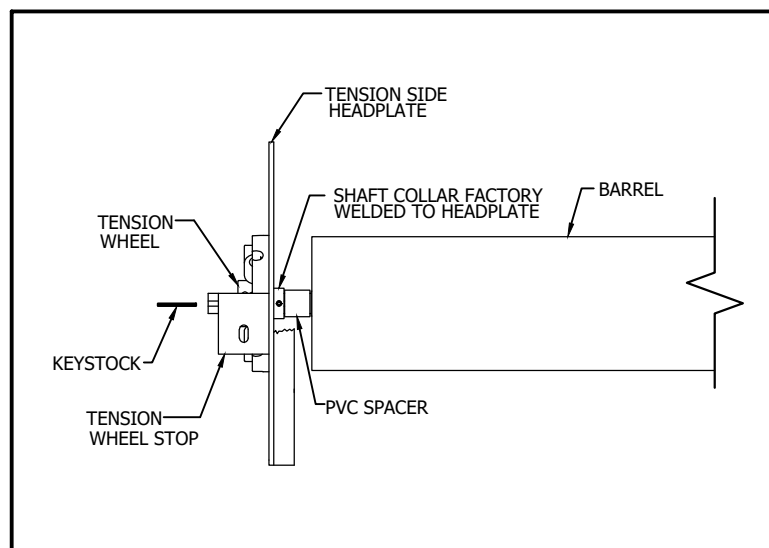 TENSION SIDE
HEADPLATE
SHAFT COLLAR FACTORY
WELDED TO HEADPLATE
BARREL
TENSION
WHEEL
KEYSTOCK
TENSION
WHEEL STOP
PVC SPACER